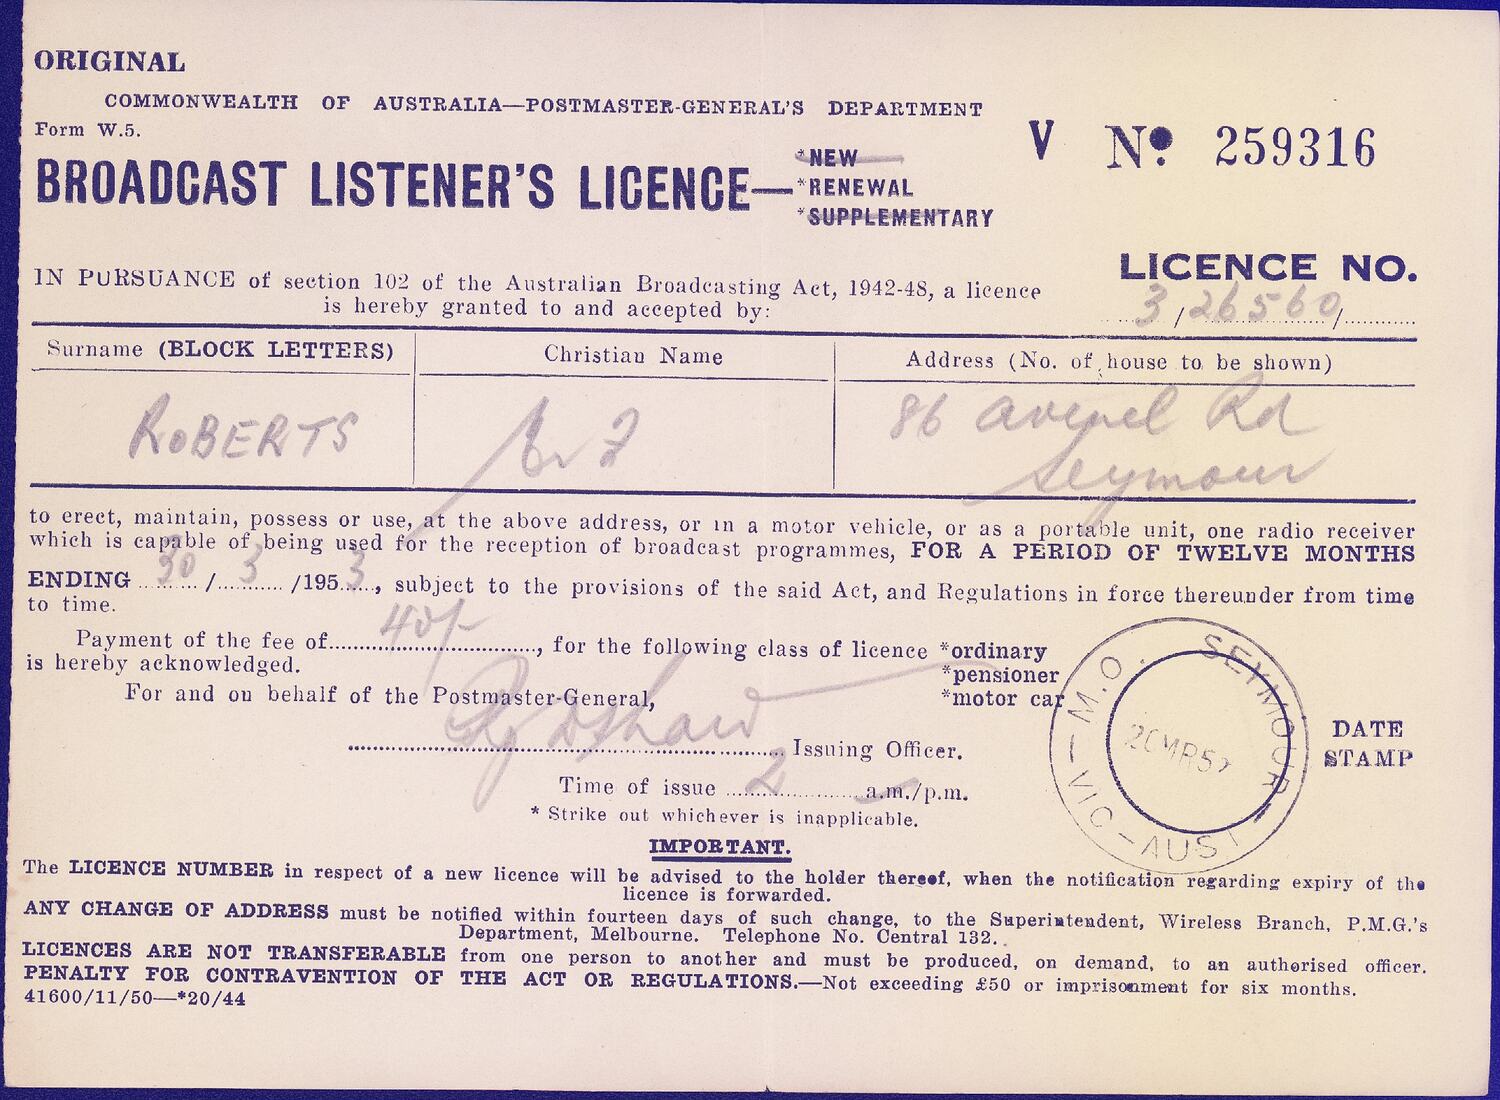 ORIGINAL
COMMONWEALTH OF AUSTRALIA—POSTMASTER-GENERAL'S DEPARTMENT
Form W.5.
V No. 259316
BROADCAST LISTENER'S LICENCE—
*NEW
*RENEWAL
*SUPPLEMENTARY
LICENCE NO.
3/26560/
IN PURSUANCE of section 102 of the Australian Broadcasting Act, 1942-48, a licence
is hereby granted to and accepted by:
Surname (BLOCK LETTERS) Christian Name Address (No. of house to be shown)
ROBERTS 86 Avenel Rd
Seymour
to erect, maintain, possess or use, at the above address, or in a motor vehicle, or as a portable unit, one radio receiver
which is capable of being used for the reception of broadcast programmes, FOR A PERIOD OF TWELVE MONTHS
ENDING 30/3/1953, subject to the provisions of the said Act, and Regulations in force thereunder from time
to time.
Payment of the fee of 40/-, for the following class of licence *ordinary
is hereby acknowledged. *pensioner
For and on behalf of the Postmaster-General, *motor car
Issuing Officer.
Time of issue 2 a.m./p.m.
* Strike out whichever is inapplicable.
M.O. SEYMOUR
20MR52
VIC-AUST
DATE
STAMP
IMPORTANT.
The LICENCE NUMBER in respect of a new licence will be advised to the holder thereof, when the notification regarding expiry of the
licence is forwarded.
ANY CHANGE OF ADDRESS must be notified within fourteen days of such change, to the Superintendent, Wireless Branch, P.M.G.'s
Department, Melbourne. Telephone No. Central 132.
LICENCES ARE NOT TRANSFERABLE from one person to another and must be produced, on demand, to an authorised officer.
PENALTY FOR CONTRAVENTION OF THE ACT OR REGULATIONS.—Not exceeding £50 or imprisonment for six months.
41600/11/50—*20/44